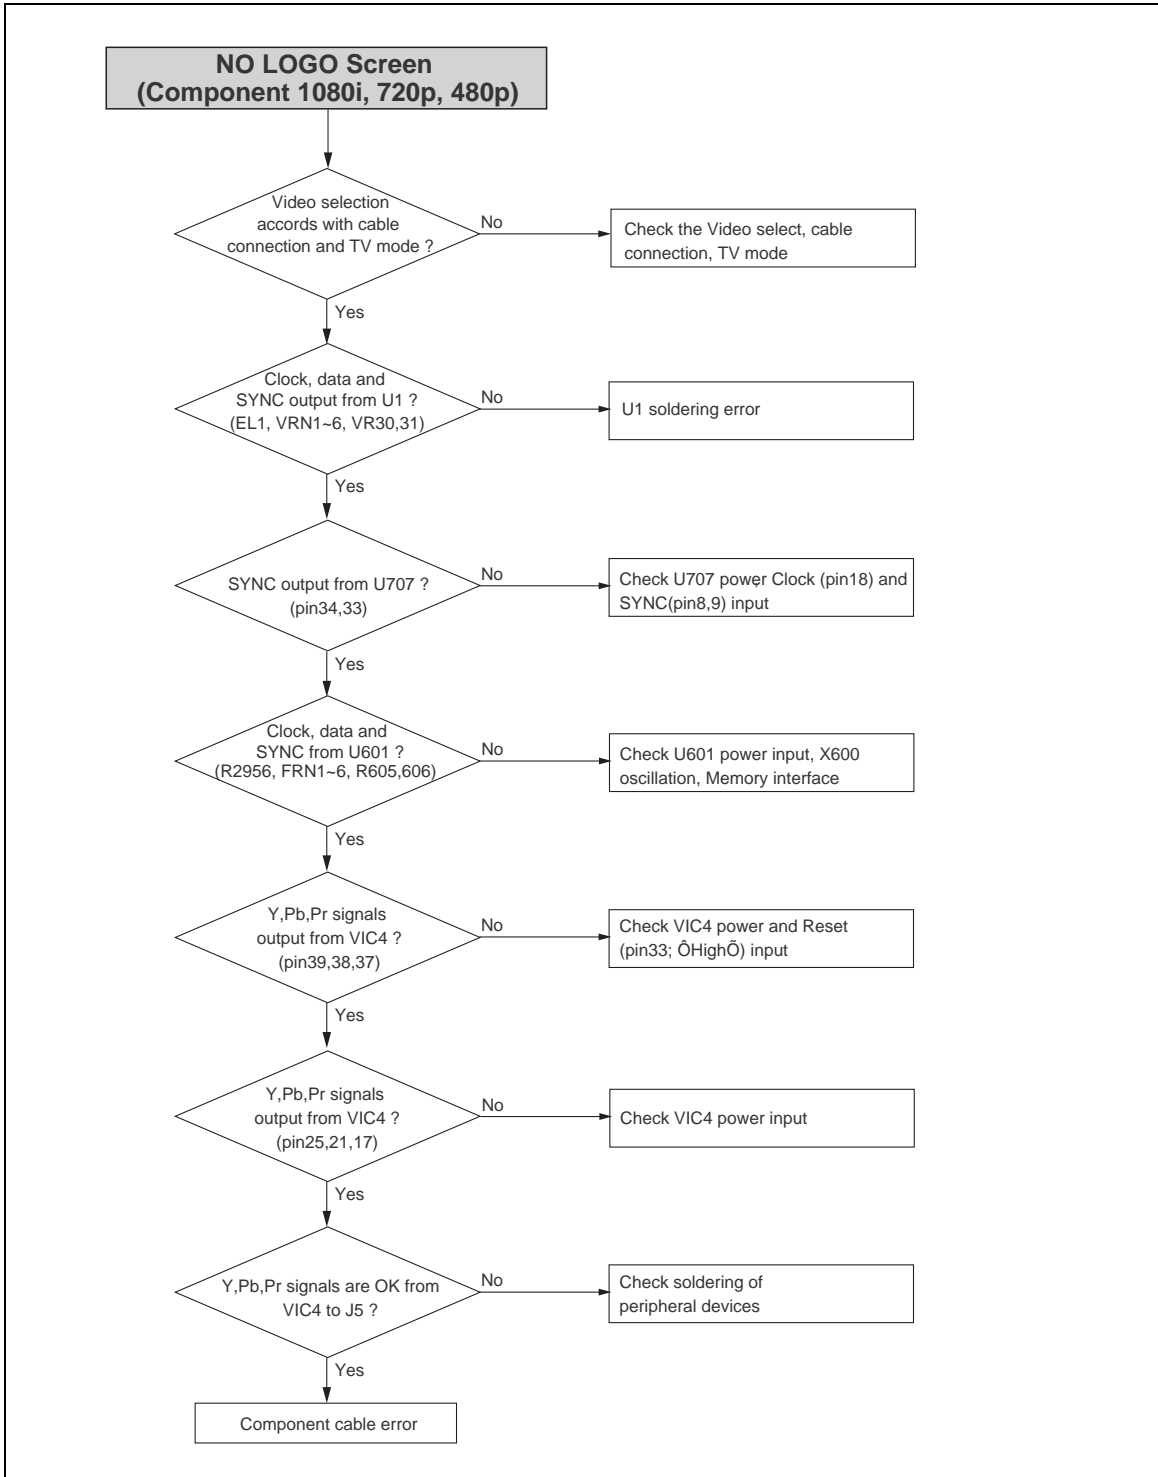 NO LOGO Screen
(Component 1080i, 720p, 480p)
Video selection
accords with cable
connection and TV mode ?
No
Check the Video select, cable
connection, TV mode
Yes
Clock, data and
SYNC output from U1 ?
(EL1, VRN1~6, VR30,31)
No
U1 soldering error
Yes
SYNC output from U707 ?
(pin34,33)
No
Check U707 power Clock (pin18) and
SYNC(pin8,9) input
Yes
Clock, data and
SYNC from U601 ?
(R2956, FRN1~6, R605,606)
No
Check U601 power input, X600
oscillation, Memory interface
Yes
Y,Pb,Pr signals
output from VIC4 ?
(pin39,38,37)
No
Check VIC4 power and Reset
(pin33; ÔHighÕ) input
Yes
Y,Pb,Pr signals
output from VIC4 ?
(pin25,21,17)
No
Check VIC4 power input
Yes
Y,Pb,Pr signals are OK from
VIC4 to J5 ?
No
Check soldering of
peripheral devices
Yes
Component cable error